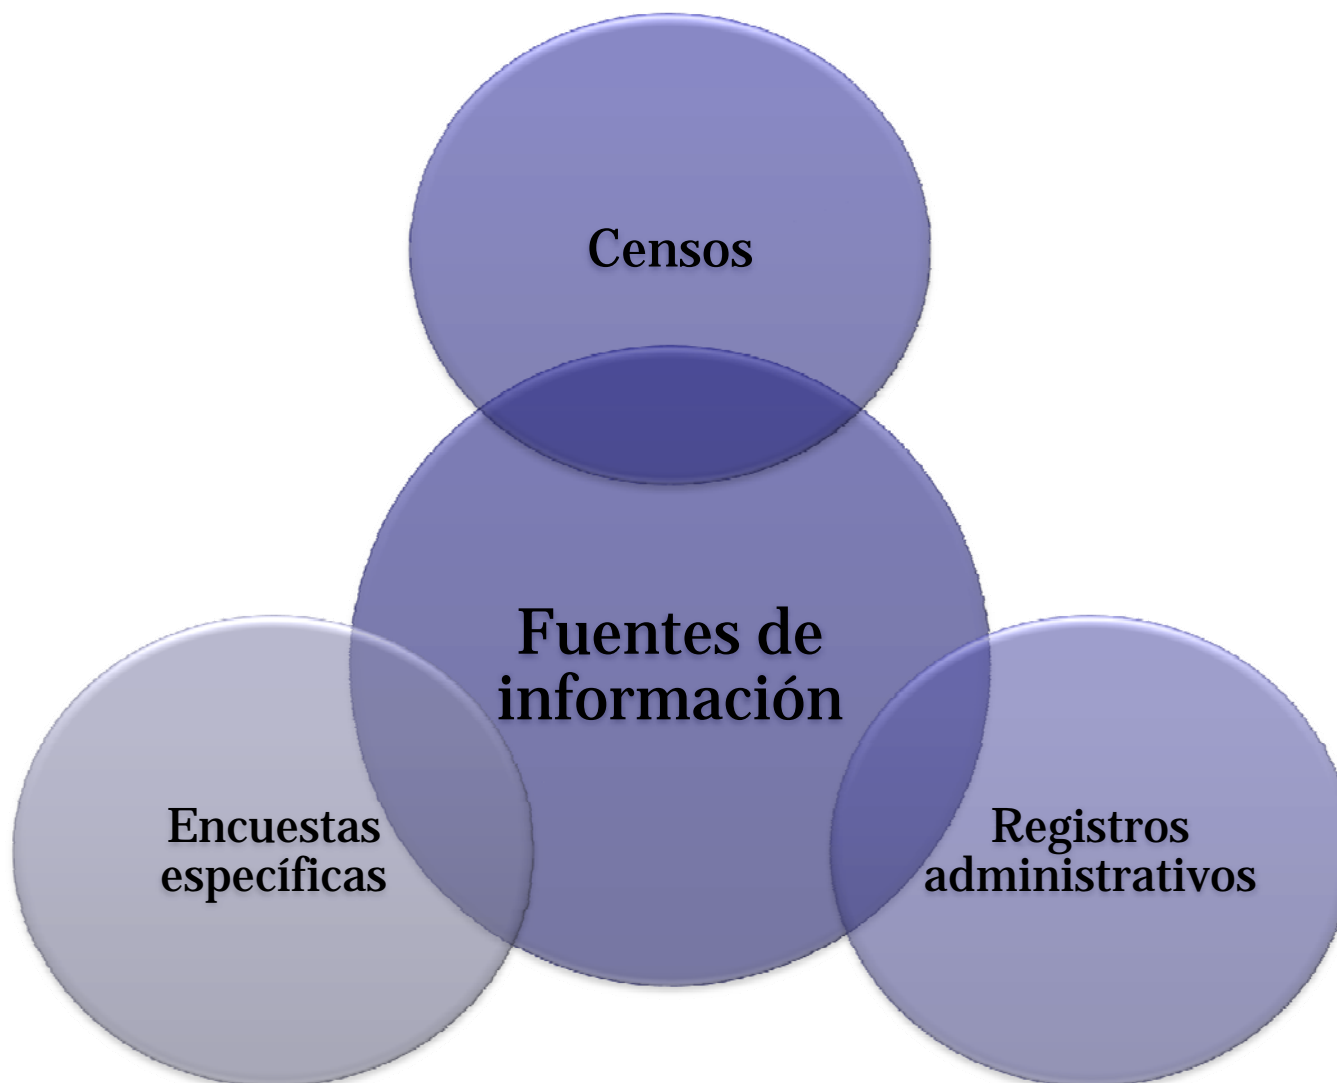 Censos
Fuentes de
información
Encuestas
específicas
Registros
administrativos